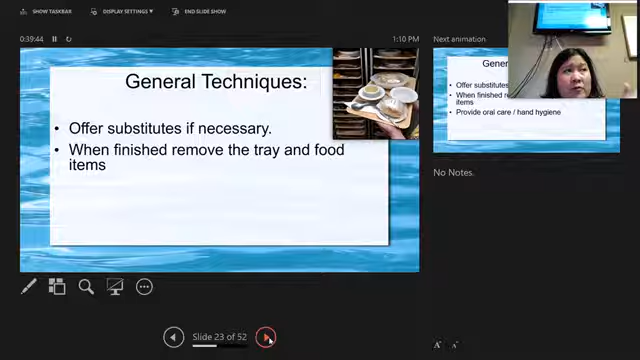 SHOW TASKBAR
DISPLAY SETTINGS ▾
END SLIDE SHOW
0:39:44
1:10 PM
Next animation
General Techniques:
• Offer substitutes if necessary.
• When finished remove the tray and food
items
Gen
• Offer substitutes
• When finished r
items
• Provide oral care / hand hygiene
No Notes.
Slide 23 of 52
A
A